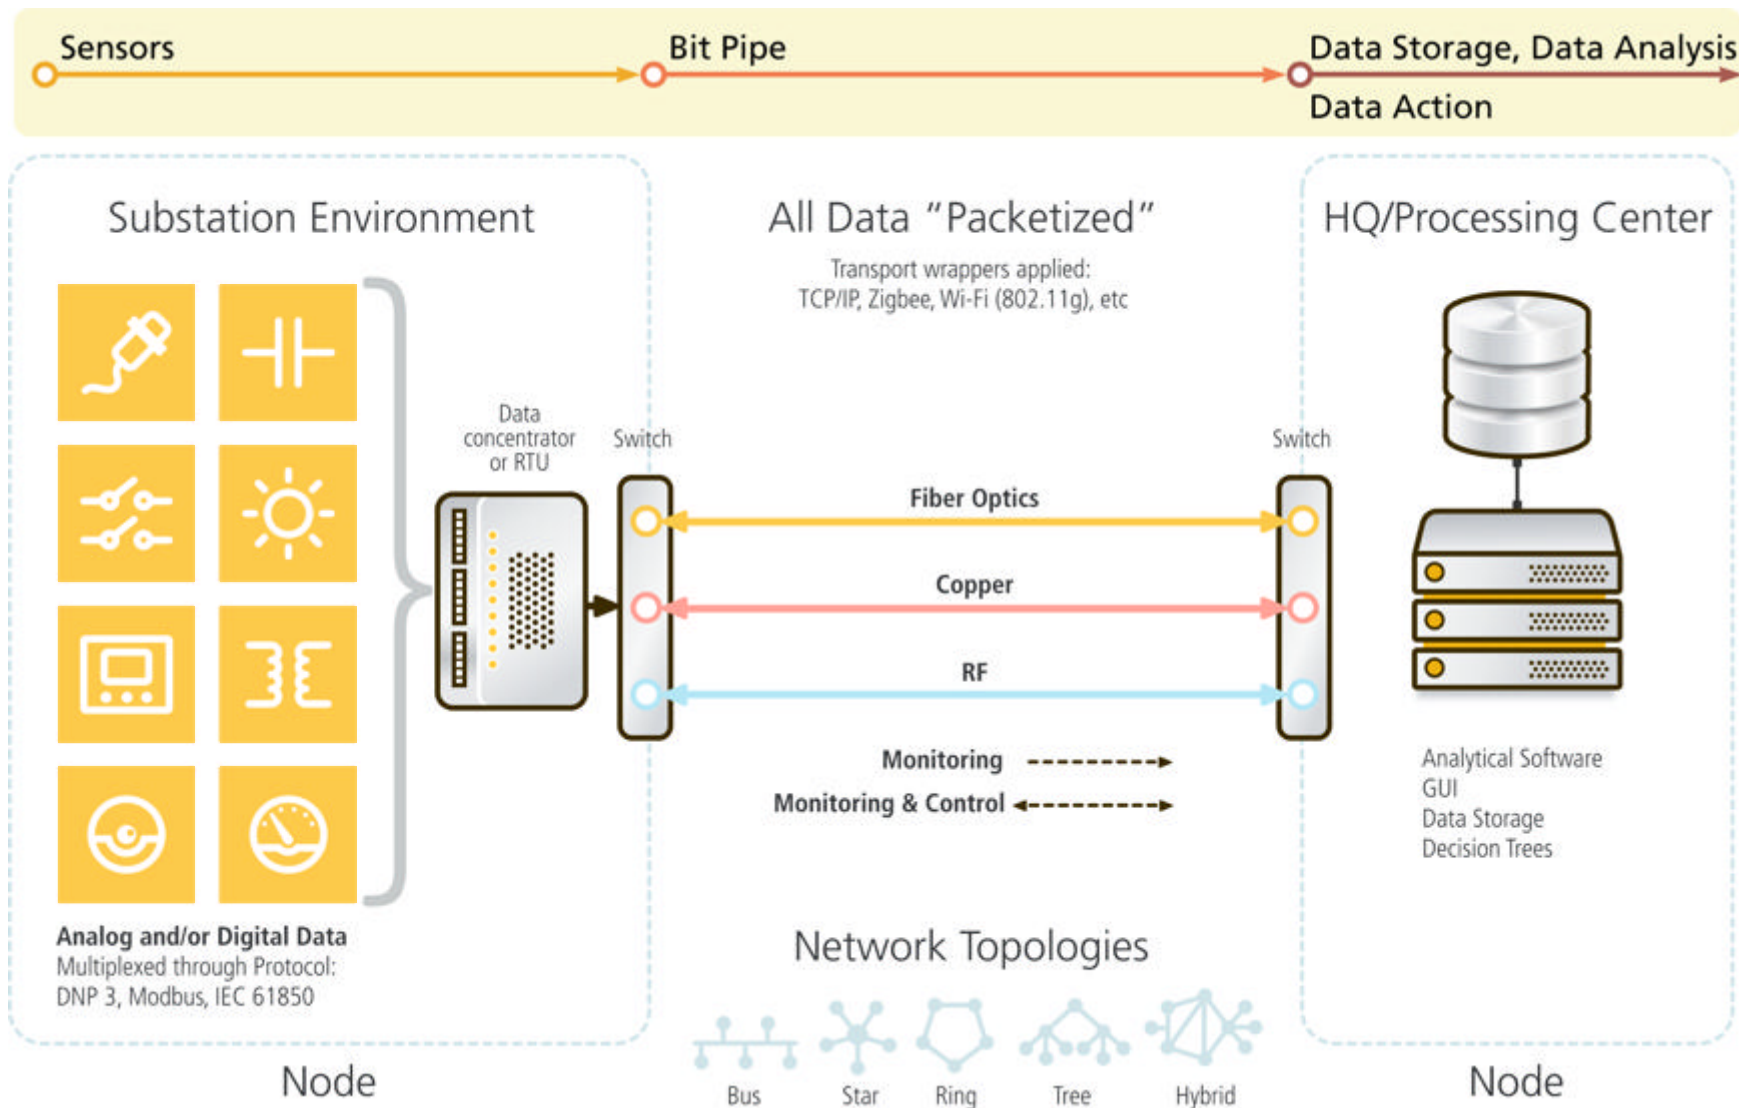 Sensors
Bit Pipe
Data Storage, Data Analysis
Data Action
Substation Environment
All Data “Packetized”
Transport wrappers applied:
TCP/IP, Zigbee, Wi-Fi (802.11g), etc
HQ/Processing Center
Data
concentrator
or RTU
Switch
Switch
Fiber Optics
Copper
RF
Monitoring
Monitoring & Control
Analytical Software
GUI
Data Storage
Decision Trees
Analog and/or Digital Data
Multiplexed through Protocol:
DNP 3, Modbus, IEC 61850
Network Topologies
Bus
Star
Ring
Tree
Hybrid
Node
Node